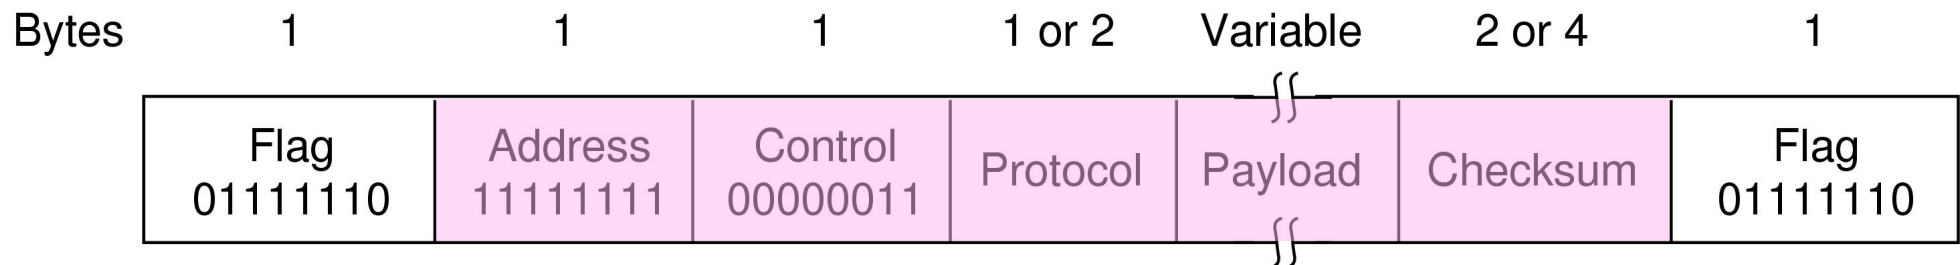 Bytes 1 1 1 1 or 2 Variable 2 or 4 1
Flag Address Control Protocol Payload Checksum Flag
01111110 11111111 00000011 01111110